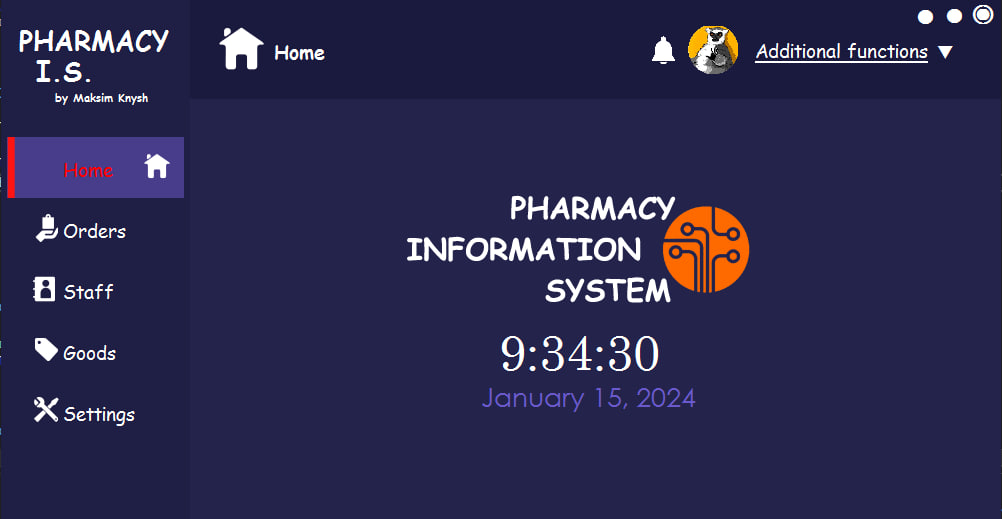 PHARMACY
I.S.
by Maksim Knysh
Home
Additional functions ▼
Home
Orders
Staff
Goods
Settings
PHARMACY
INFORMATION
SYSTEM
9:34:30
January 15, 2024